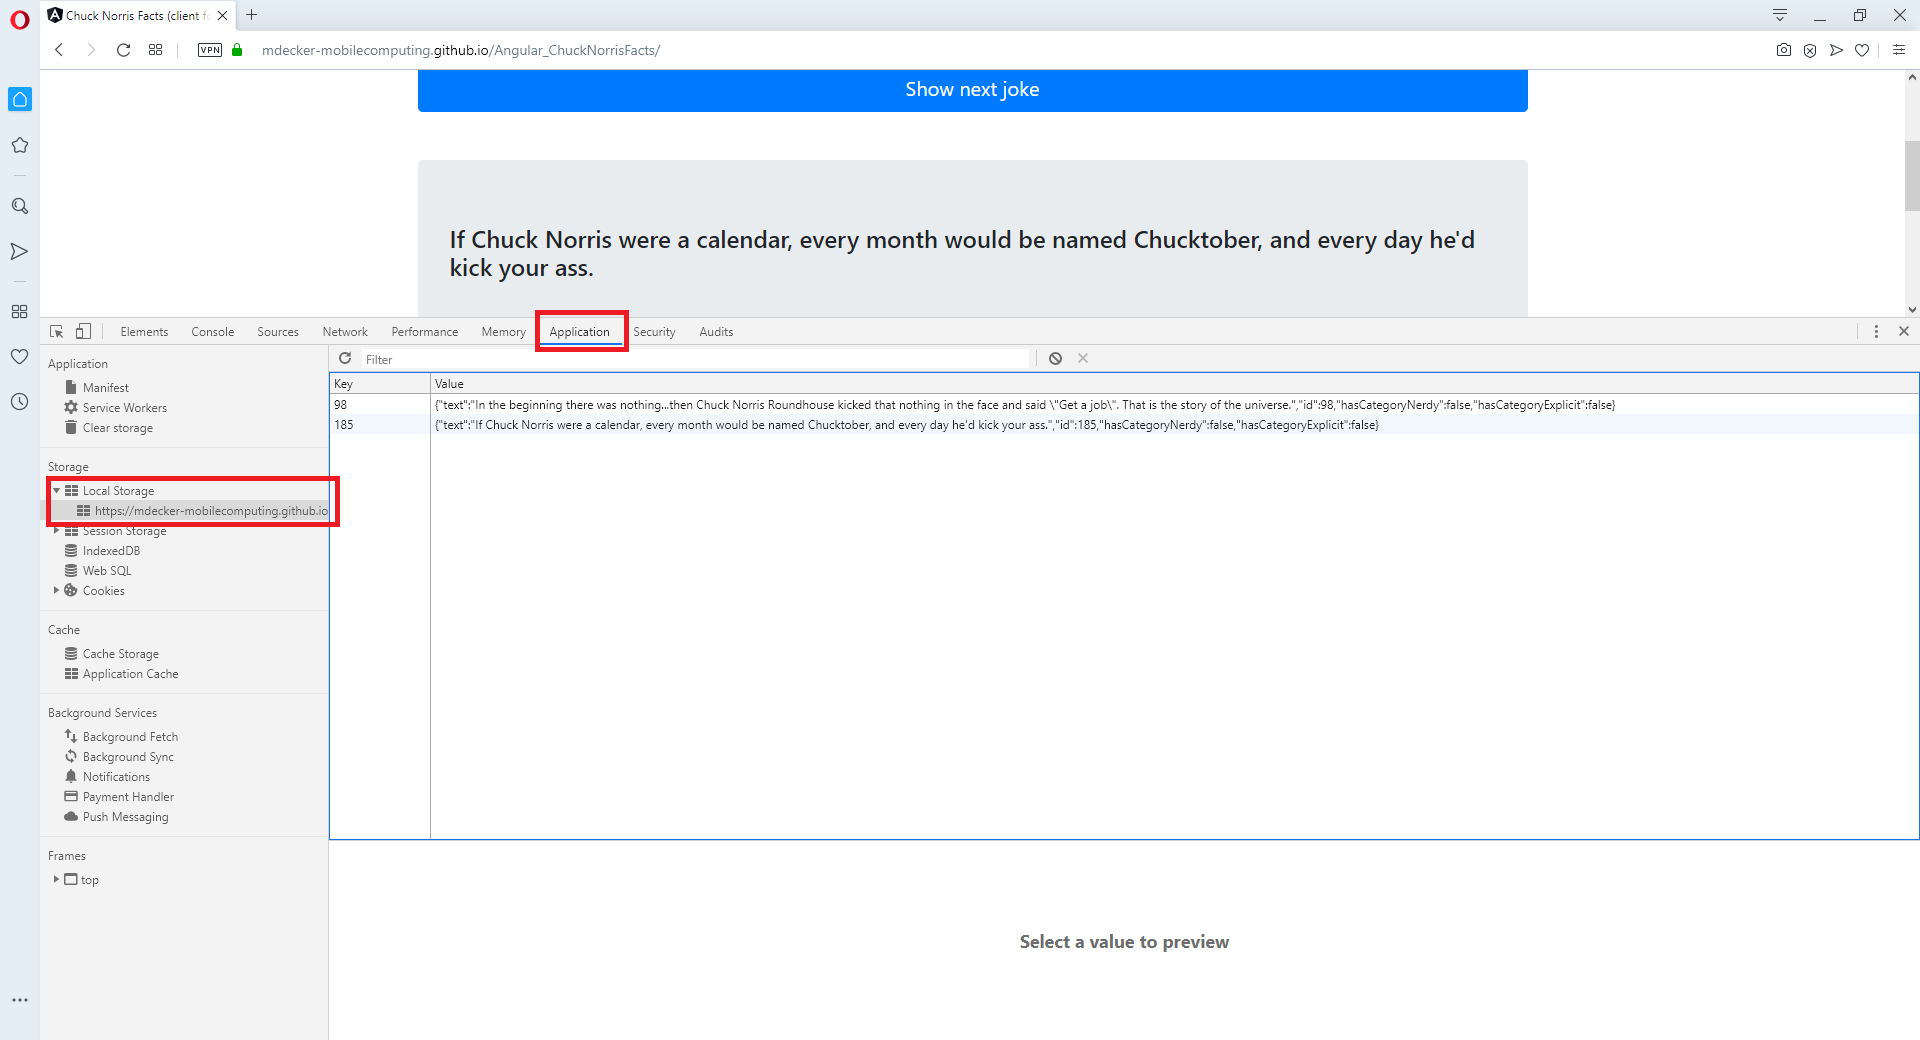 Chuck Norris Facts (client fo
VPN
mdecker-mobilecomputing.github.io/Angular_ChuckNorrisFacts/
Show next joke
If Chuck Norris were a calendar, every month would be named Chucktober, and every day he'd
kick your ass.
Elements Console Sources Network Performance Memory Application Security Audits
Application
Manifest
Service Workers
Clear storage
Storage
Local Storage
https://mdecker-mobilecomputing.github.io
Session Storage
IndexedDB
Web SQL
Cookies
Cache
Cache Storage
Application Cache
Background Services
Background Fetch
Background Sync
Notifications
Payment Handler
Push Messaging
Frames
top
Filter
Key Value
98 {"text":"In the beginning there was nothing...then Chuck Norris Roundhouse kicked that nothing in the face and said \"Get a job\". That is the story of the universe.","id":98,"hasCategoryNerdy":false,"hasCategoryExplicit":false}
185 {"text":"If Chuck Norris were a calendar, every month would be named Chucktober, and every day he'd kick your ass.","id":185,"hasCategoryNerdy":false,"hasCategoryExplicit":false}
Select a value to preview